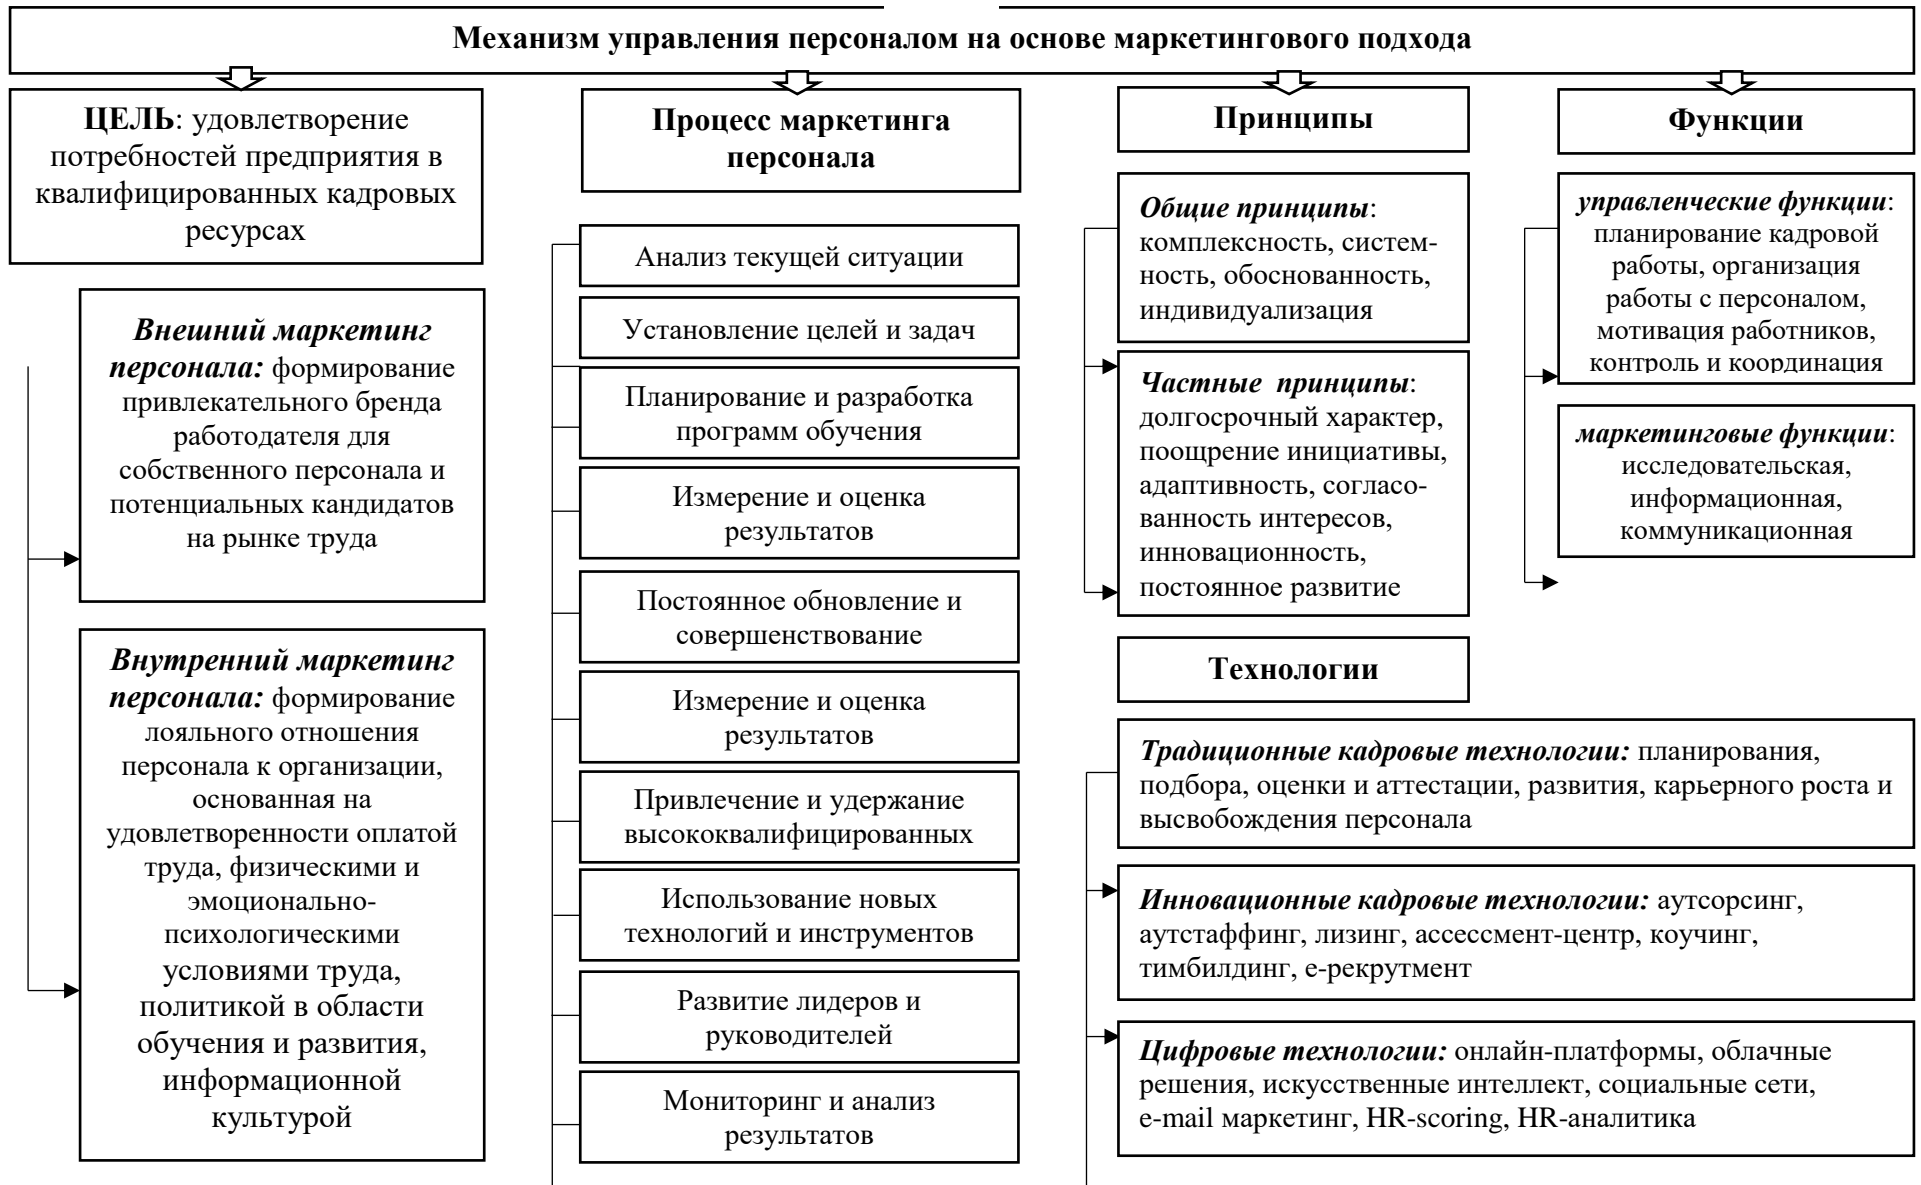 Механизм управления персоналом на основе маркетингового подхода
ЦЕЛЬ: удовлетворение
потребностей предприятия в
квалифицированных кадровых
ресурсах
Внешний маркетинг
персонала: формирование
привлекательного бренда
работодателя для
собственного персонала и
потенциальных кандидатов
на рынке труда
Внутренний маркетинг
персонала: формирование
лояльного отношения
персонала к организации,
основанная на
удовлетворенности оплатой
труда, физическими и
эмоционально-
психологическими
условиями труда,
политикой в области
обучения и развития,
информационной
культурой
Процесс маркетинга
персонала
Анализ текущей ситуации
Установление целей и задач
Планирование и разработка
программ обучения
Измерение и оценка
результатов
Постоянное обновление и
совершенствование
Измерение и оценка
результатов
Привлечение и удержание
высококвалифицированных
Использование новых
технологий и инструментов
Развитие лидеров и
руководителей
Мониторинг и анализ
результатов
Принципы
Общие принципы:
комплексность, систем-
ность, обоснованность,
индивидуализация
Частные принципы:
долгосрочный характер,
поощрение инициативы,
адаптивность, согласо-
ванность интересов,
инновационность,
постоянное развитие
Функции
управленческие функции:
планирование кадровой
работы, организация
работы с персоналом,
мотивация работников,
контроль и координация
маркетинговые функции:
исследовательская,
информационная,
коммуникационная
Технологии
Традиционные кадровые технологии: планирования,
подбора, оценки и аттестации, развития, карьерного роста и
высвобождения персонала
Инновационные кадровые технологии: аутсорсинг,
аутстаффинг, лизинг, ассессмент-центр, коучинг,
тимбилдинг, е-рекрутмент
Цифровые технологии: онлайн-платформы, облачные
решения, искусственные интеллект, социальные сети,
e-mail маркетинг, HR-scoring, HR-аналитика